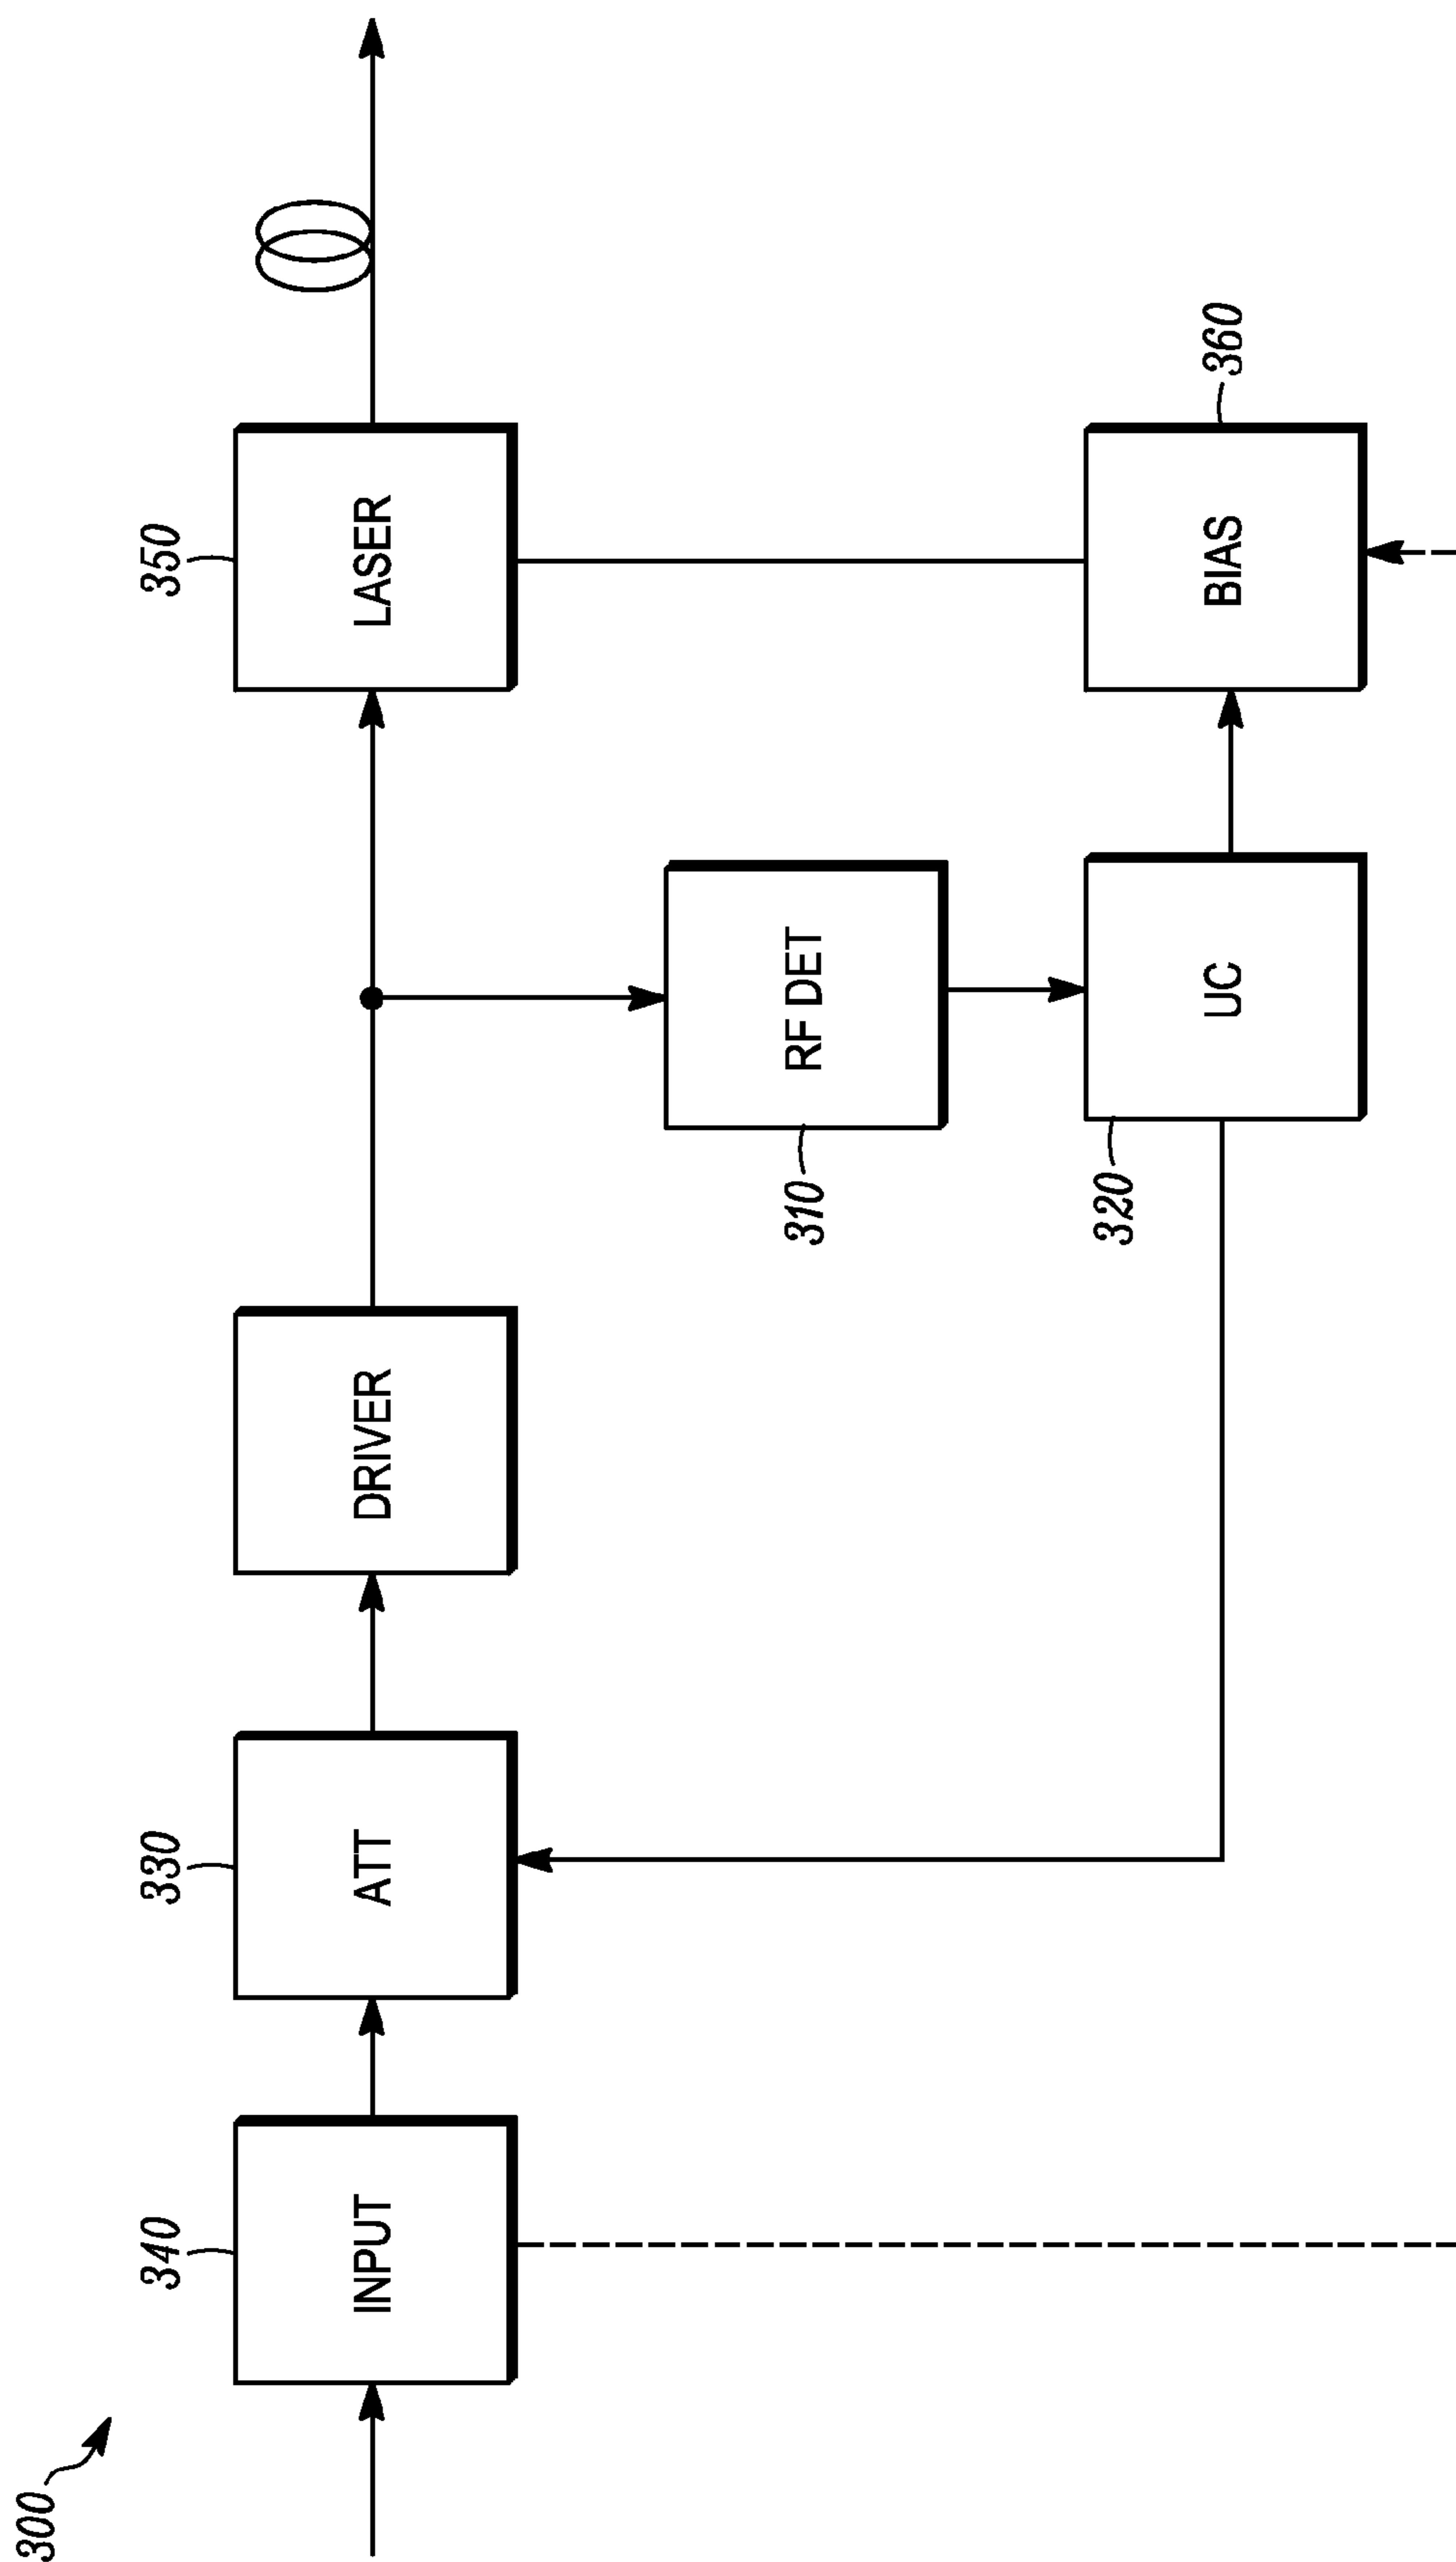 300
340
INPUT
330
ATT
DRIVER
350
LASER
310
RF DET
320
UC
360
BIAS